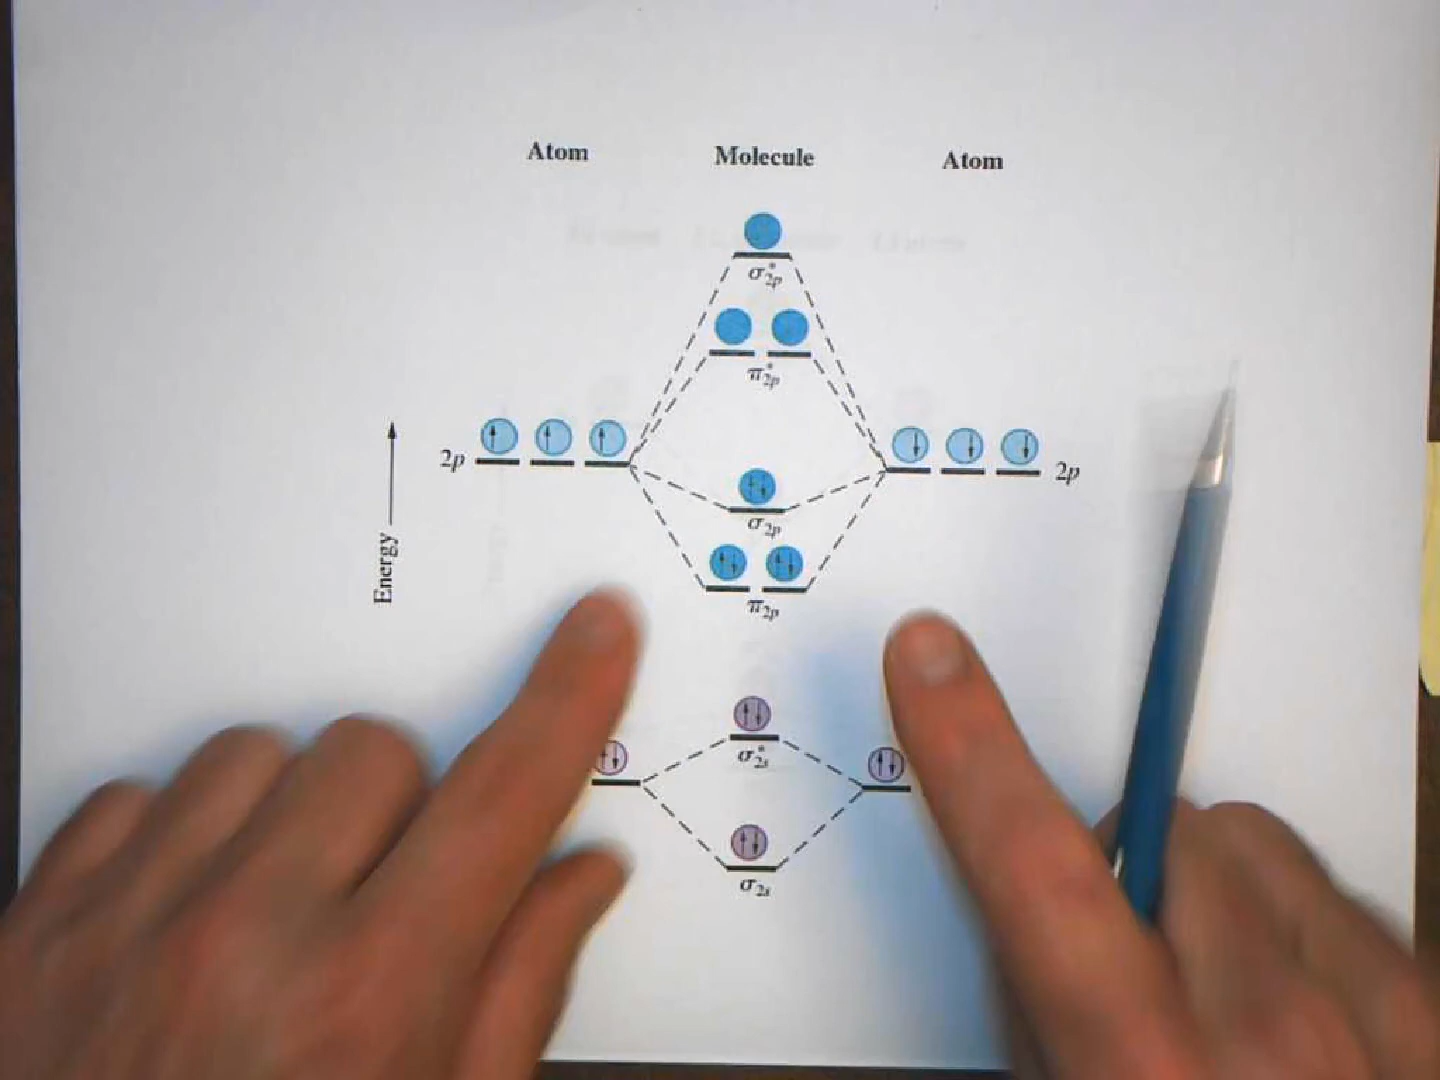 Atom Molecule Atom
σ*2p
π*2p
2p 2p
σ2p
Energy
π2p
σ*2s
σ2s